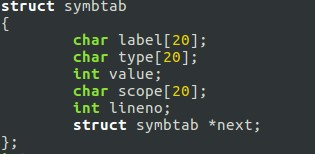 struct symbtab
{
        char label[20];
        char type[20];
        int value;
        char scope[20];
        int lineno;
        struct symbtab *next;
};